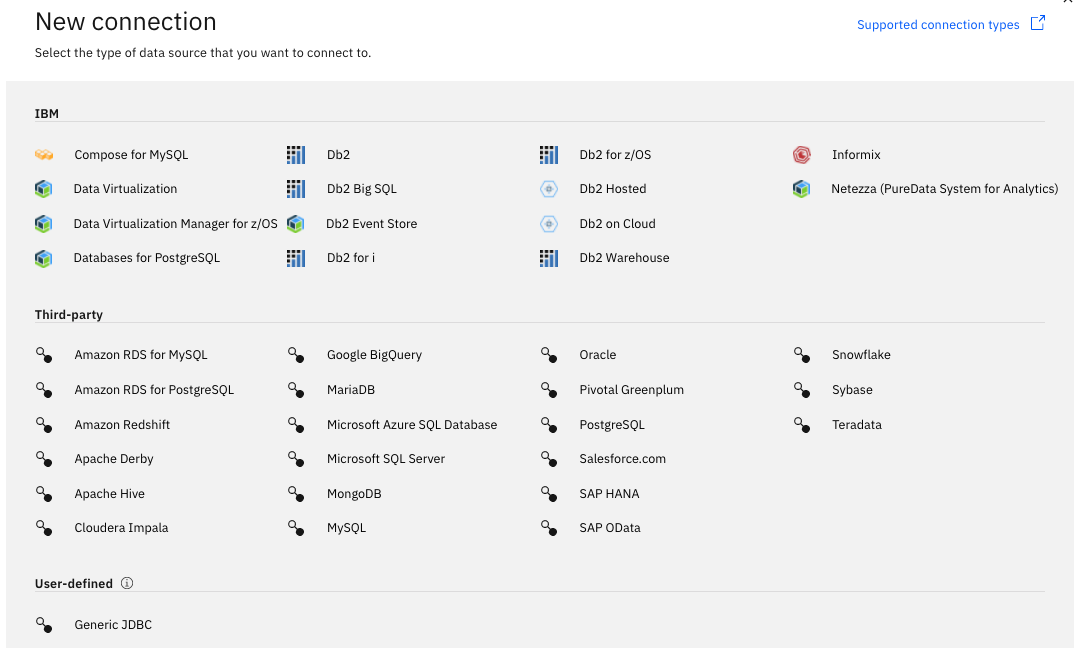 New connection
Supported connection types
Select the type of data source that you want to connect to.
IBM
Compose for MySQL
Db2
Db2 for z/OS
Informix
Data Virtualization
Db2 Big SQL
Db2 Hosted
Netezza (PureData System for Analytics)
Data Virtualization Manager for z/OS
Db2 Event Store
Db2 on Cloud
Databases for PostgreSQL
Db2 for i
Db2 Warehouse
Third-party
Amazon RDS for MySQL
Google BigQuery
Oracle
Snowflake
Amazon RDS for PostgreSQL
MariaDB
Pivotal Greenplum
Sybase
Amazon Redshift
Microsoft Azure SQL Database
PostgreSQL
Teradata
Apache Derby
Microsoft SQL Server
Salesforce.com
Apache Hive
MongoDB
SAP HANA
Cloudera Impala
MySQL
SAP OData
User-defined
Generic JDBC